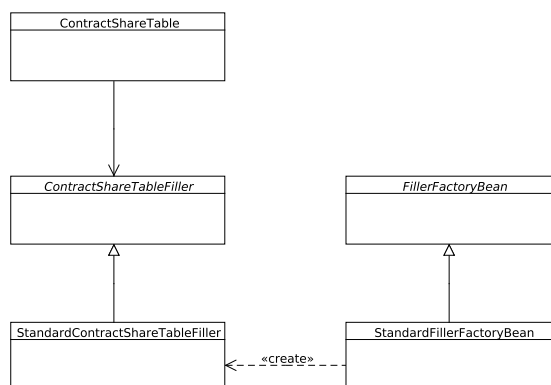 ContractShareTable
ContractShareTableFiller
FillerFactoryBean
StandardContractShareTableFiller
StandardFillerFactoryBean
«create»